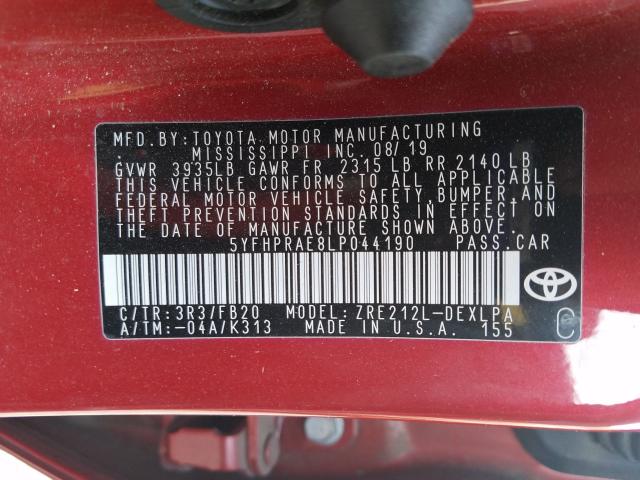 MFD.BY:TOYOTA MOTOR MANUFACTURING
. MISSISSIPPI INC. 08/19
GVWR 3935LB GAWR FR 2315 LB RR 2140 LB
THIS VEHICLE CONFORMS TO ALL APPLICABLE
FEDERAL MOTOR VEHICLE SAFETY,BUMPER,AND
THEFT PREVENTION STANDARDS IN EFFECT ON
THE DATE OF MANUFACTURE SHOWN ABOVE.
5YFHPRAE8LP044190 PASS.CAR
C/TR:3R3/FB20 MODEL:ZRE212L-DEXLPA
A/TM:-04A/K313 MADE IN U.S.A. 155 C